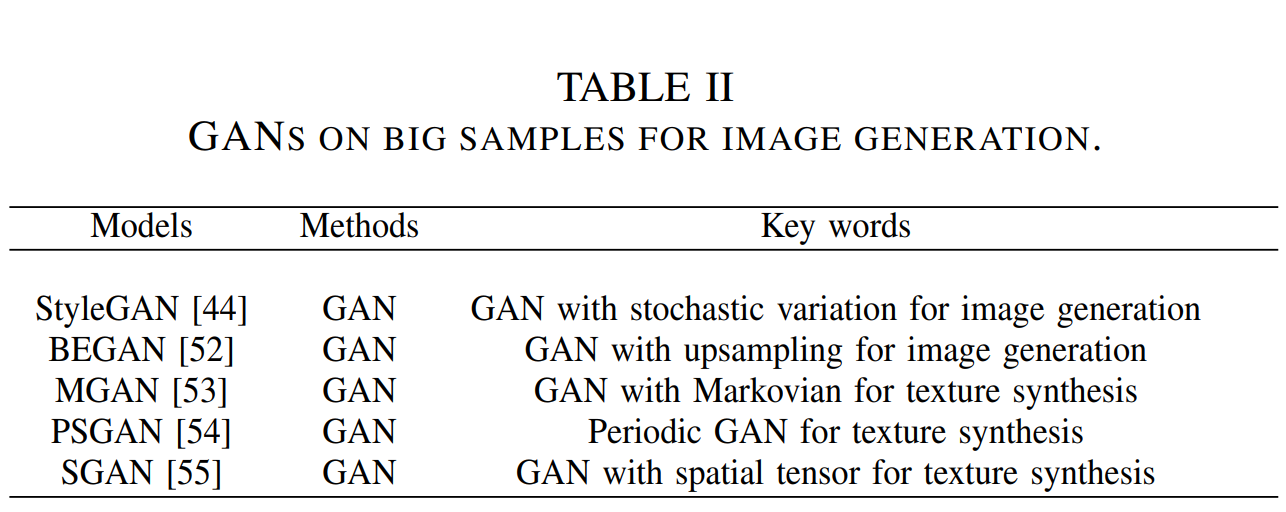 TABLE II
GANS ON BIG SAMPLES FOR IMAGE GENERATION.
Models Methods Key words
StyleGAN [44] GAN GAN with stochastic variation for image generation
BEGAN [52] GAN GAN with upsampling for image generation
MGAN [53] GAN GAN with Markovian for texture synthesis
PSGAN [54] GAN Periodic GAN for texture synthesis
SGAN [55] GAN GAN with spatial tensor for texture synthesis